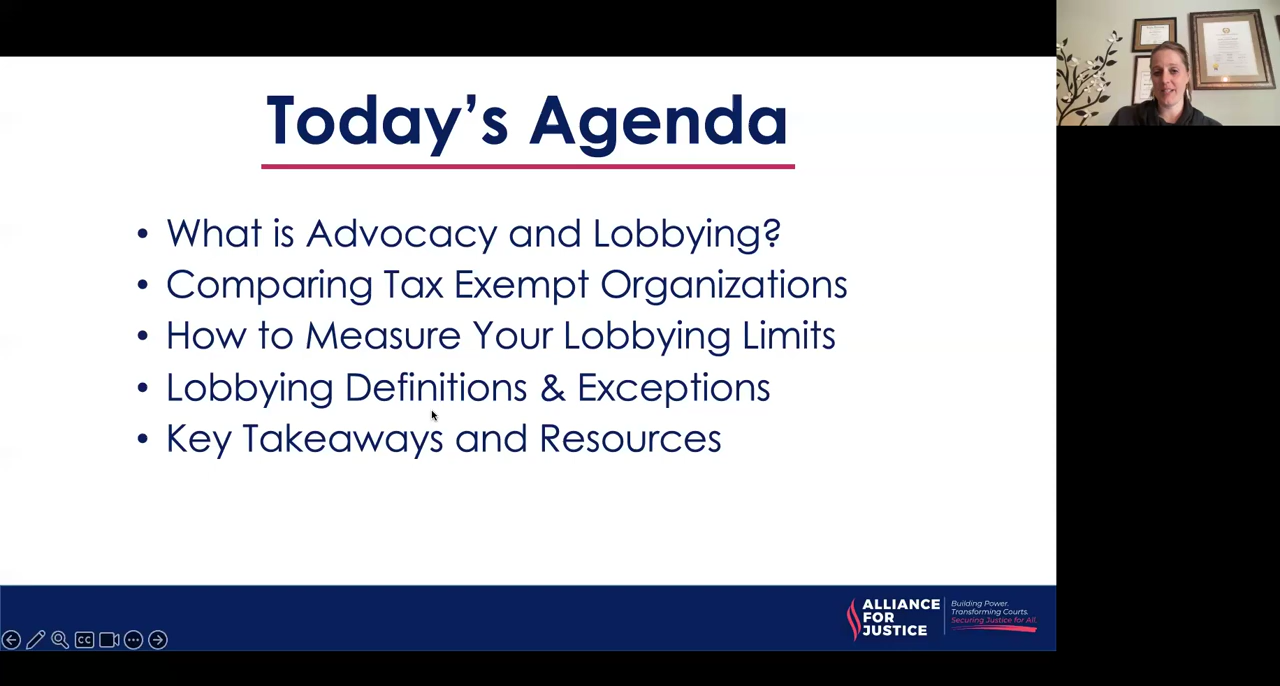 Today's Agenda
• What is Advocacy and Lobbying?
• Comparing Tax Exempt Organizations
• How to Measure Your Lobbying Limits
• Lobbying Definitions & Exceptions
• Key Takeaways and Resources
ALLIANCE
FOR
JUSTICE
Building Power.
Transforming Courts.
Securing Justice for All.
CC